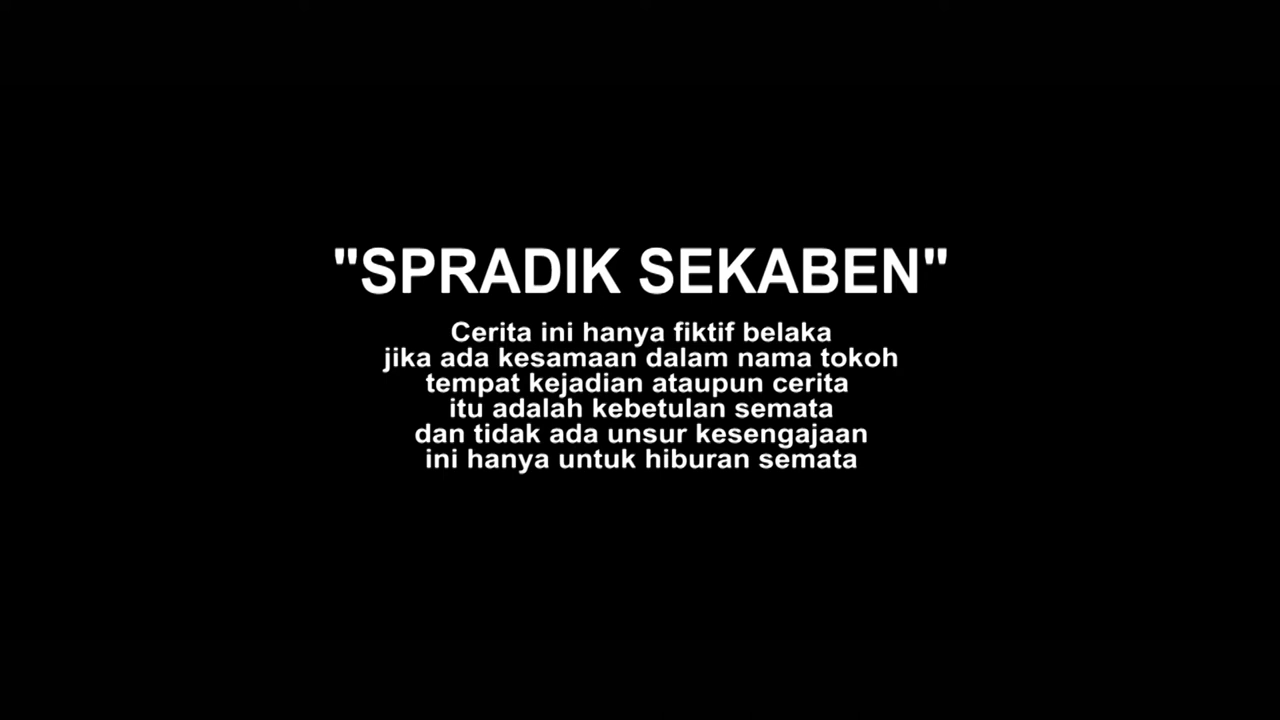 "SPRADIK SEKABEN"
Cerita ini hanya fiktif belaka
jika ada kesamaan dalam nama tokoh
tempat kejadian ataupun cerita
itu adalah kebetulan semata
dan tidak ada unsur kesengajaan
ini hanya untuk hiburan semata